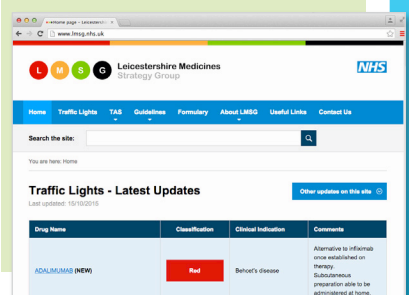 Home page - Leicestersh
www.lmsg.nhs.uk
L M S G
Leicestershire Medicines
Strategy Group
NHS
Home Traffic Lights TAS Guidelines Formulary About LMSG Useful Links Contact Us
Search the site:
You are here: Home
Traffic Lights - Latest Updates
Other updates on this site
Last updated: 15/10/2015
Drug Name Classification Clinical Indication Comments
ADALIMUMAB (NEW) Red Behcet's disease
Alternative to infliximab
once established on
therapy.
Subcutaneous
preparation able to be
administered at home.